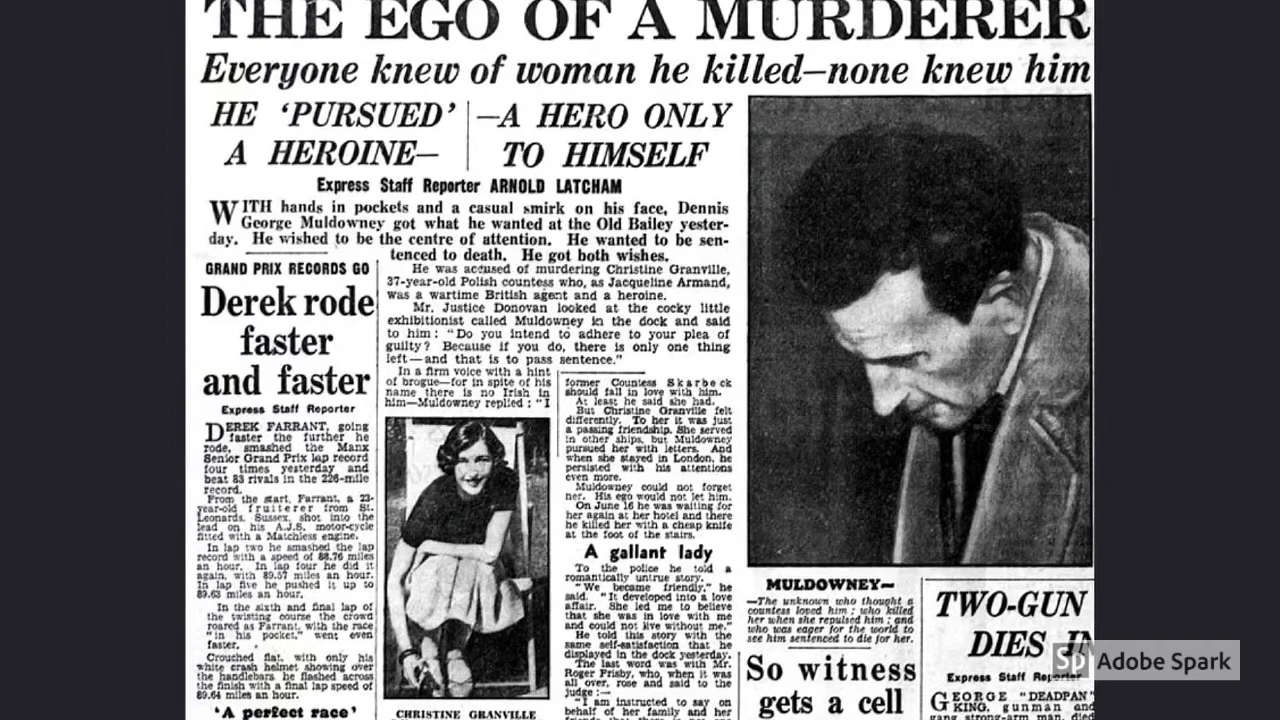 THE EGO OF A MURDERER
Everyone knew of woman he killed—none knew him
HE 'PURSUED'
A HEROINE—
—A HERO ONLY
TO HIMSELF
Express Staff Reporter ARNOLD LATCHAM
WITH hands in pockets and a casual smirk on his face, Dennis
George Muldowney got what he wanted at the Old Bailey yester-
day. He wished to be the centre of attention. He wanted to be sen-
tenced to death. He got both wishes.
GRAND PRIX RECORDS GO
Derek rode
faster
and faster
Express Staff Reporter
DEREK FARRANT, going
faster the further he
rode, smashed the Manx
Senior Grand Prix lap record
four times yesterday and
beat 83 rivals in the 226-mile
record.
From the start, Farrant, a 23-
year-old fruiterer from St.
Leonards, Sussex, shot into the
lead on his A.J.S. motor-cycle
fitted with a Matchless engine.
In lap two he smashed the lap
record with a speed of 88.76 miles
an hour. In lap four he did it
again, with 89.57 miles an hour.
In lap five he pushed it up to
89.63 miles an hour.
In the sixth and final lap of
the twisting course the crowd
roared as Farrant, with the race
"in his pocket," went even
faster.
Crouched flat, with only his
white crash helmet showing over
the handlebars he flashed across
the finish with a final lap speed of
89.64 miles an hour.
'A perfect race'
He was accused of murdering Christine Granville,
37-year-old Polish countess who, as Jacqueline Armand,
was a wartime British agent and a heroine.
Mr. Justice Donovan looked at the cocky little
exhibitionist called Muldowney in the dock and said
to him: "Do you intend to adhere to your plea of
guilty? Because if you do, there is only one thing
left—and that is to pass sentence."
In a firm voice with a hint
of brogue—for in spite of his
name there is no Irish in
him—Muldowney replied: "I
CHRISTINE GRANVILLE
former Countess Skarbeck
should fall in love with him.
At least he said she had.
But Christine Granville felt
differently. To her it was just
a passing friendship. She served
in other ships, but Muldowney
pursued her with letters. And
when she stayed in London, he
persisted with his attentions
even more.
Muldowney could not forget
her. His ego would not let him.
On June 16 he was waiting for
her again at her hotel and there
he killed her with a cheap knife
at the foot of the stairs.
A gallant lady
To the police he told a
romantically untrue story.
"We became friendly," he
said. "It developed into a love
affair. She led me to believe
that she was in love with me
and could not live without me."
He told this story with the
same self-satisfaction that he
displayed in the dock yesterday.
The last word was with Mr.
Roger Frisby, who, when it was
all over, rose and said to the
judge:—
"I am instructed to say on
behalf of her family and her
MULDOWNEY—
—The unknown who thought a
countess loved him; who killed
her when she repulsed him; and
who was eager for the world to
see him sentenced to die for her.
So witness
gets a cell
TWO-GUN
DIES IN
Express Staff Reporter
GEORGE "DEADPAN"
KING, gunman and
gang strong-arm man, died
Sp Adobe Spark